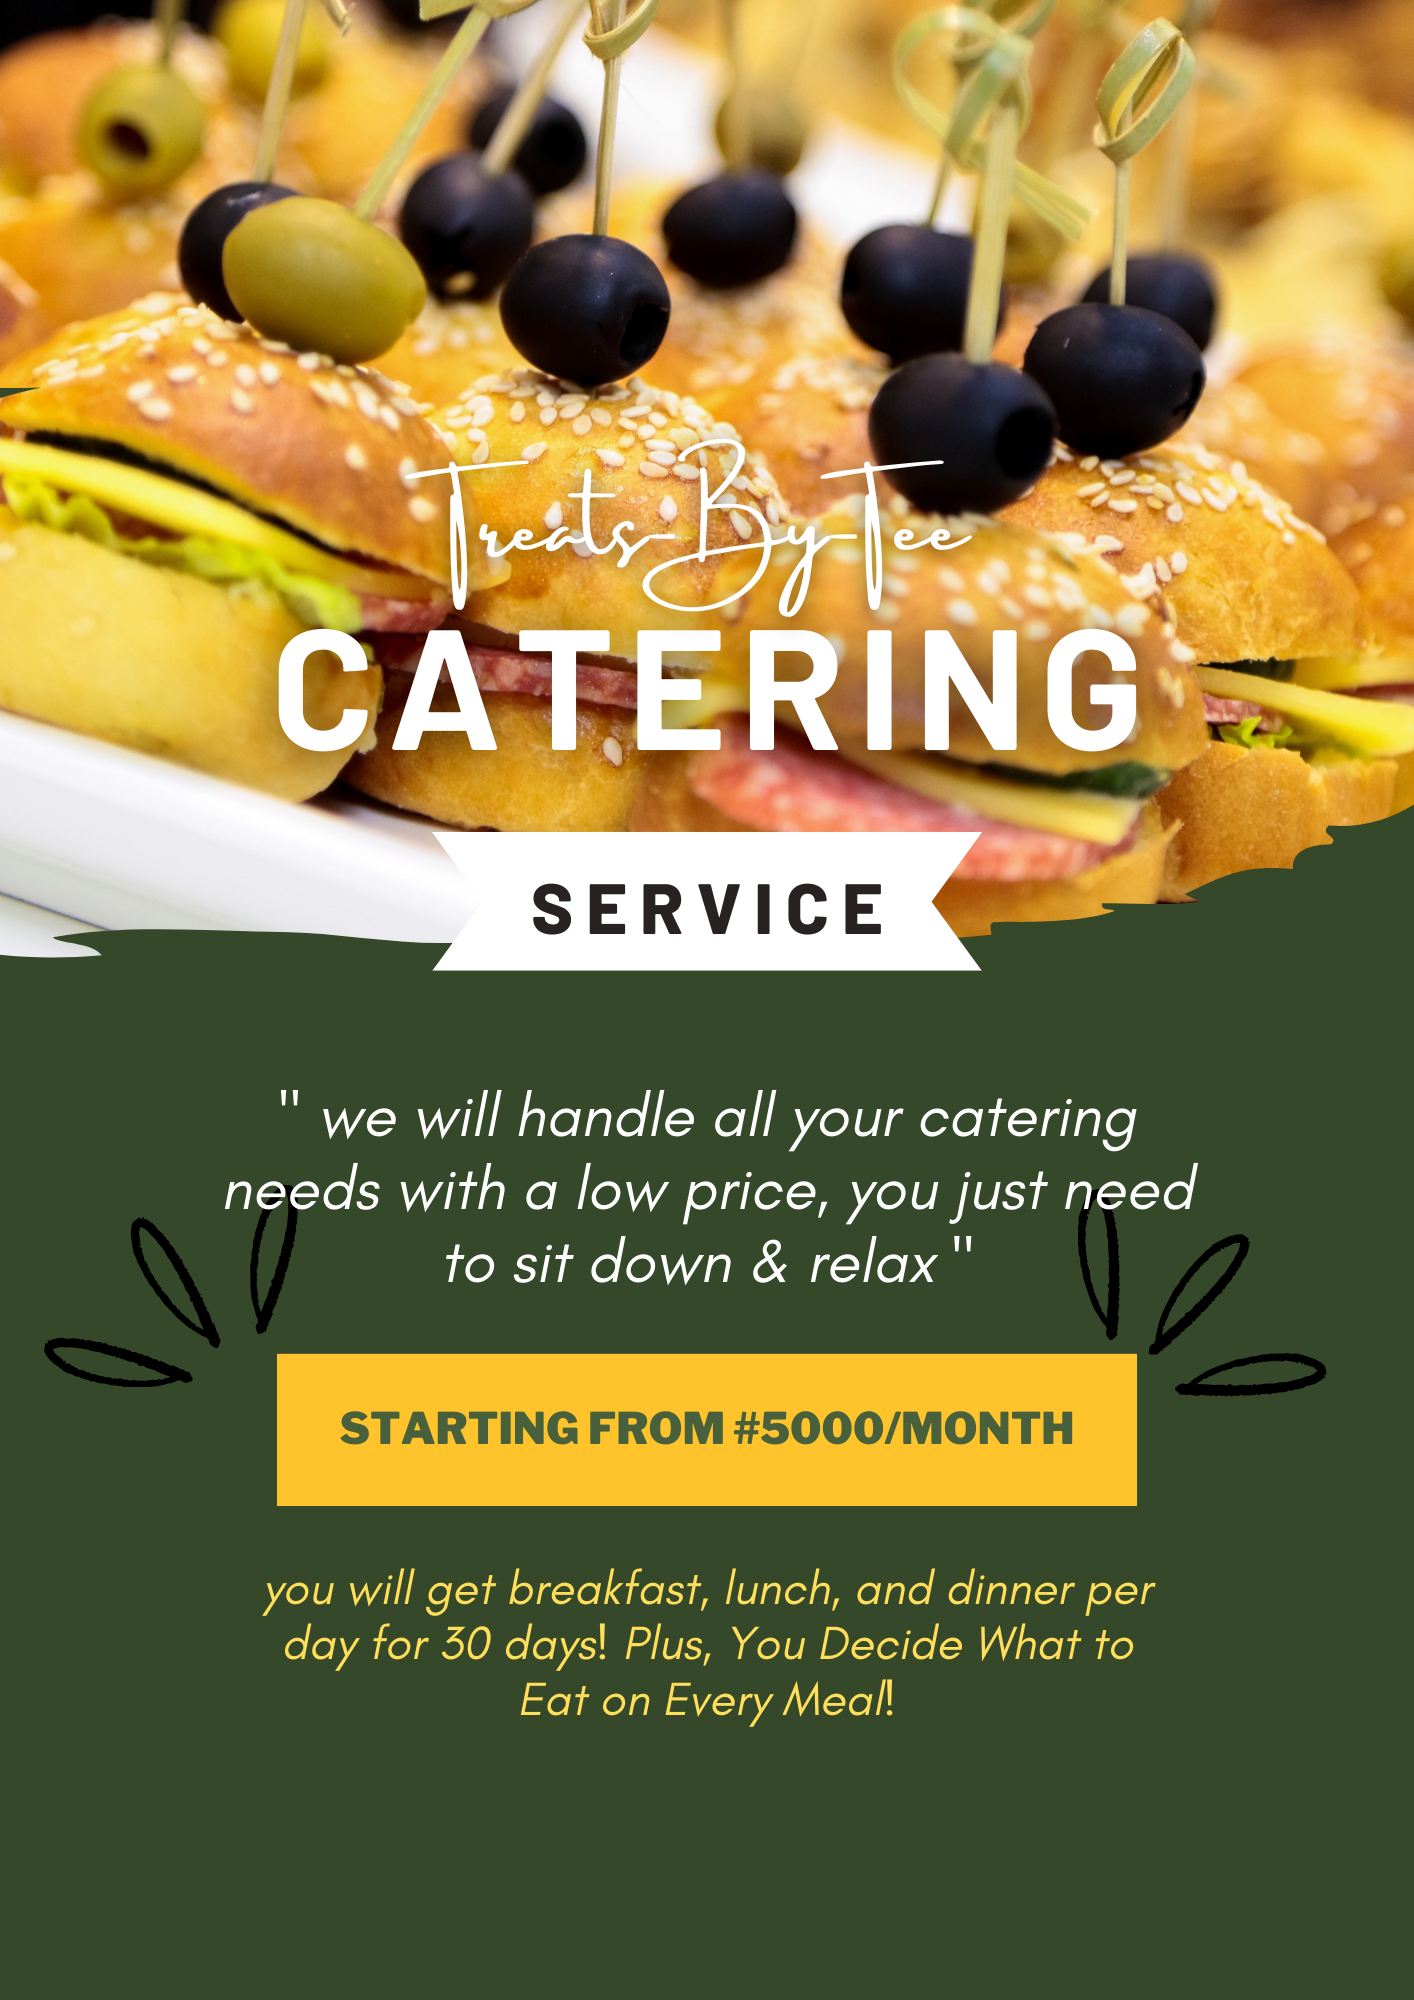 Treats-By-Tee
CATERING
SERVICE
" we will handle all your catering
needs with a low price, you just need
to sit down & relax "
STARTING FROM #5000/MONTH
you will get breakfast, lunch, and dinner per
day for 30 days! Plus, You Decide What to
Eat on Every Meal!